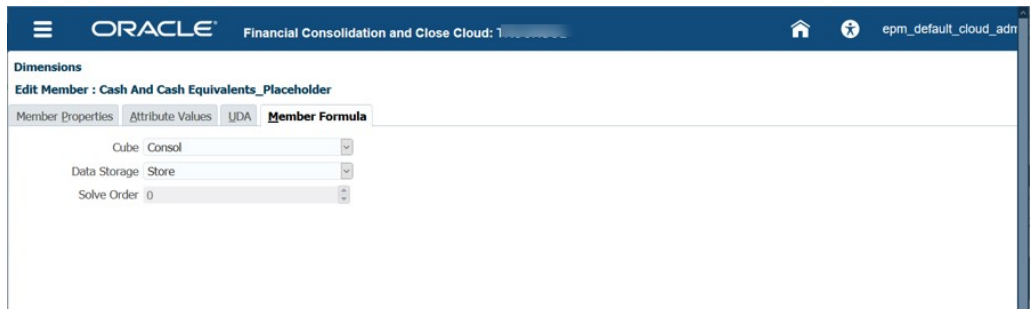 ORACLE® Financial Consolidation and Close Cloud: epm_default_cloud_adm
Dimensions
Edit Member : Cash And Cash Equivalents_Placeholder
Member Properties Attribute Values UDA Member Formula
Cube Consol
Data Storage Store
Solve Order 0